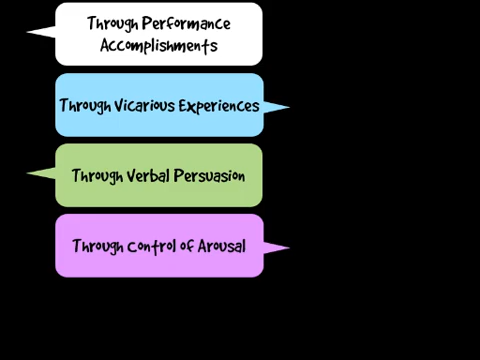 Through Performance
Accomplishments
Through Vicarious Experiences
Through Verbal Persuasion
Through Control of Arousal